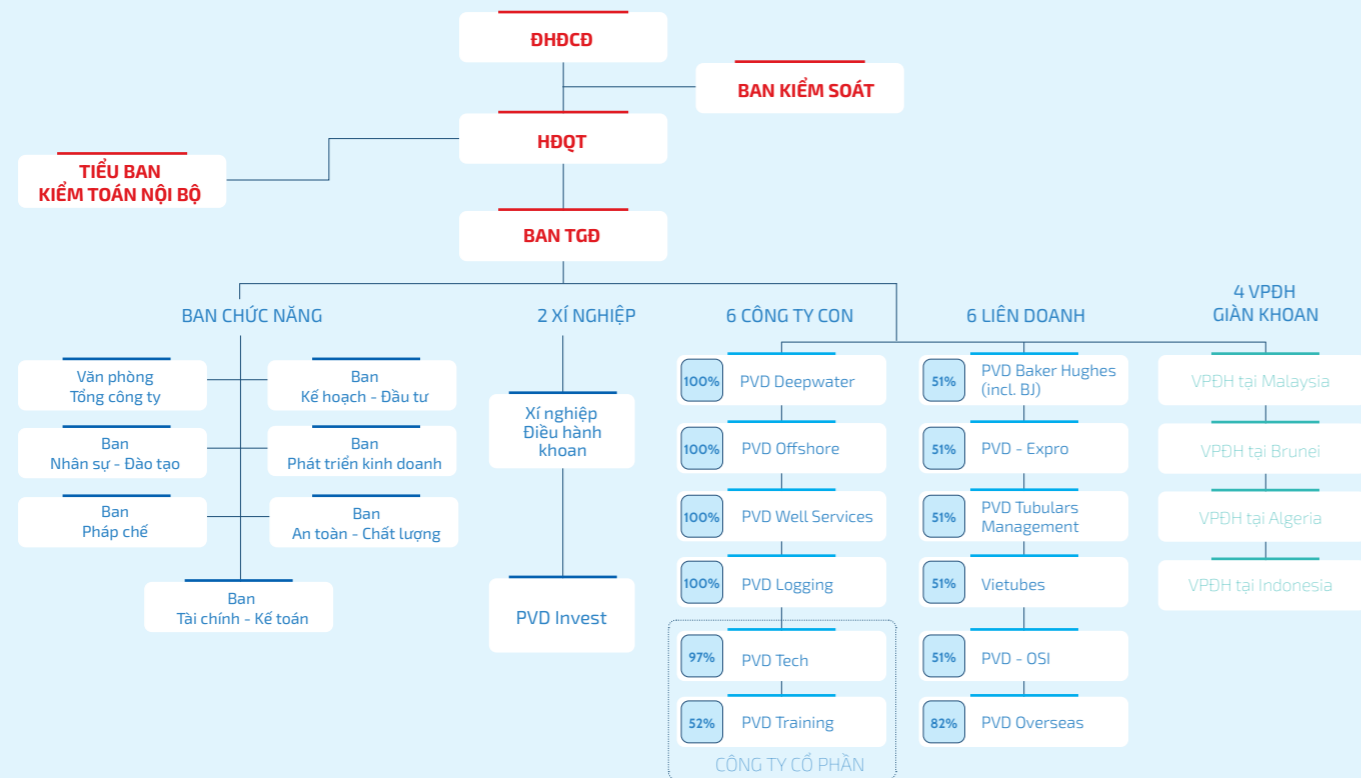 ĐHĐCĐ
BAN KIỂM SOÁT
HĐQT
TIỂU BAN
KIỂM TOÁN NỘI BỘ
BAN TGĐ
BAN CHỨC NĂNG
Văn phòng
Tổng công ty
Ban
Kế hoạch - Đầu tư
Ban
Nhân sự - Đào tạo
Ban
Phát triển kinh doanh
Ban
Pháp chế
Ban
An toàn - Chất lượng
Ban
Tài chính - Kế toán
2 XÍ NGHIỆP
Xí nghiệp
Điều hành
khoan
PVD Invest
6 CÔNG TY CON
100% PVD Deepwater
100% PVD Offshore
100% PVD Well Services
100% PVD Logging
97% PVD Tech
52% PVD Training
CÔNG TY CỔ PHẦN
6 LIÊN DOANH
51% PVD Baker Hughes
(incl. BJ)
51% PVD - Expro
51% PVD Tubulars
Management
51% Vietubes
51% PVD - OSI
82% PVD Overseas
4 VPĐH
GIÀN KHOAN
VPĐH tại Malaysia
VPĐH tại Brunei
VPĐH tại Algeria
VPĐH tại Indonesia